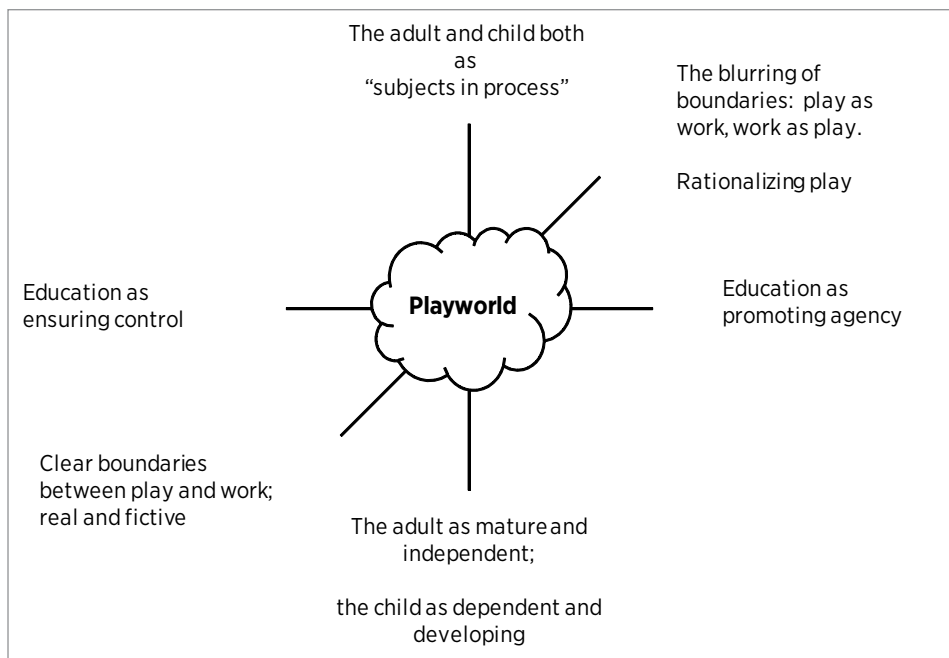 The adult and child both
as
“subjects in process”
The blurring of
boundaries: play as
work, work as play.
Rationalizing play
Education as
ensuring control
Playworld
Education as
promoting agency
Clear boundaries
between play and work;
real and fictive
The adult as mature and
independent;
the child as dependent and
developing